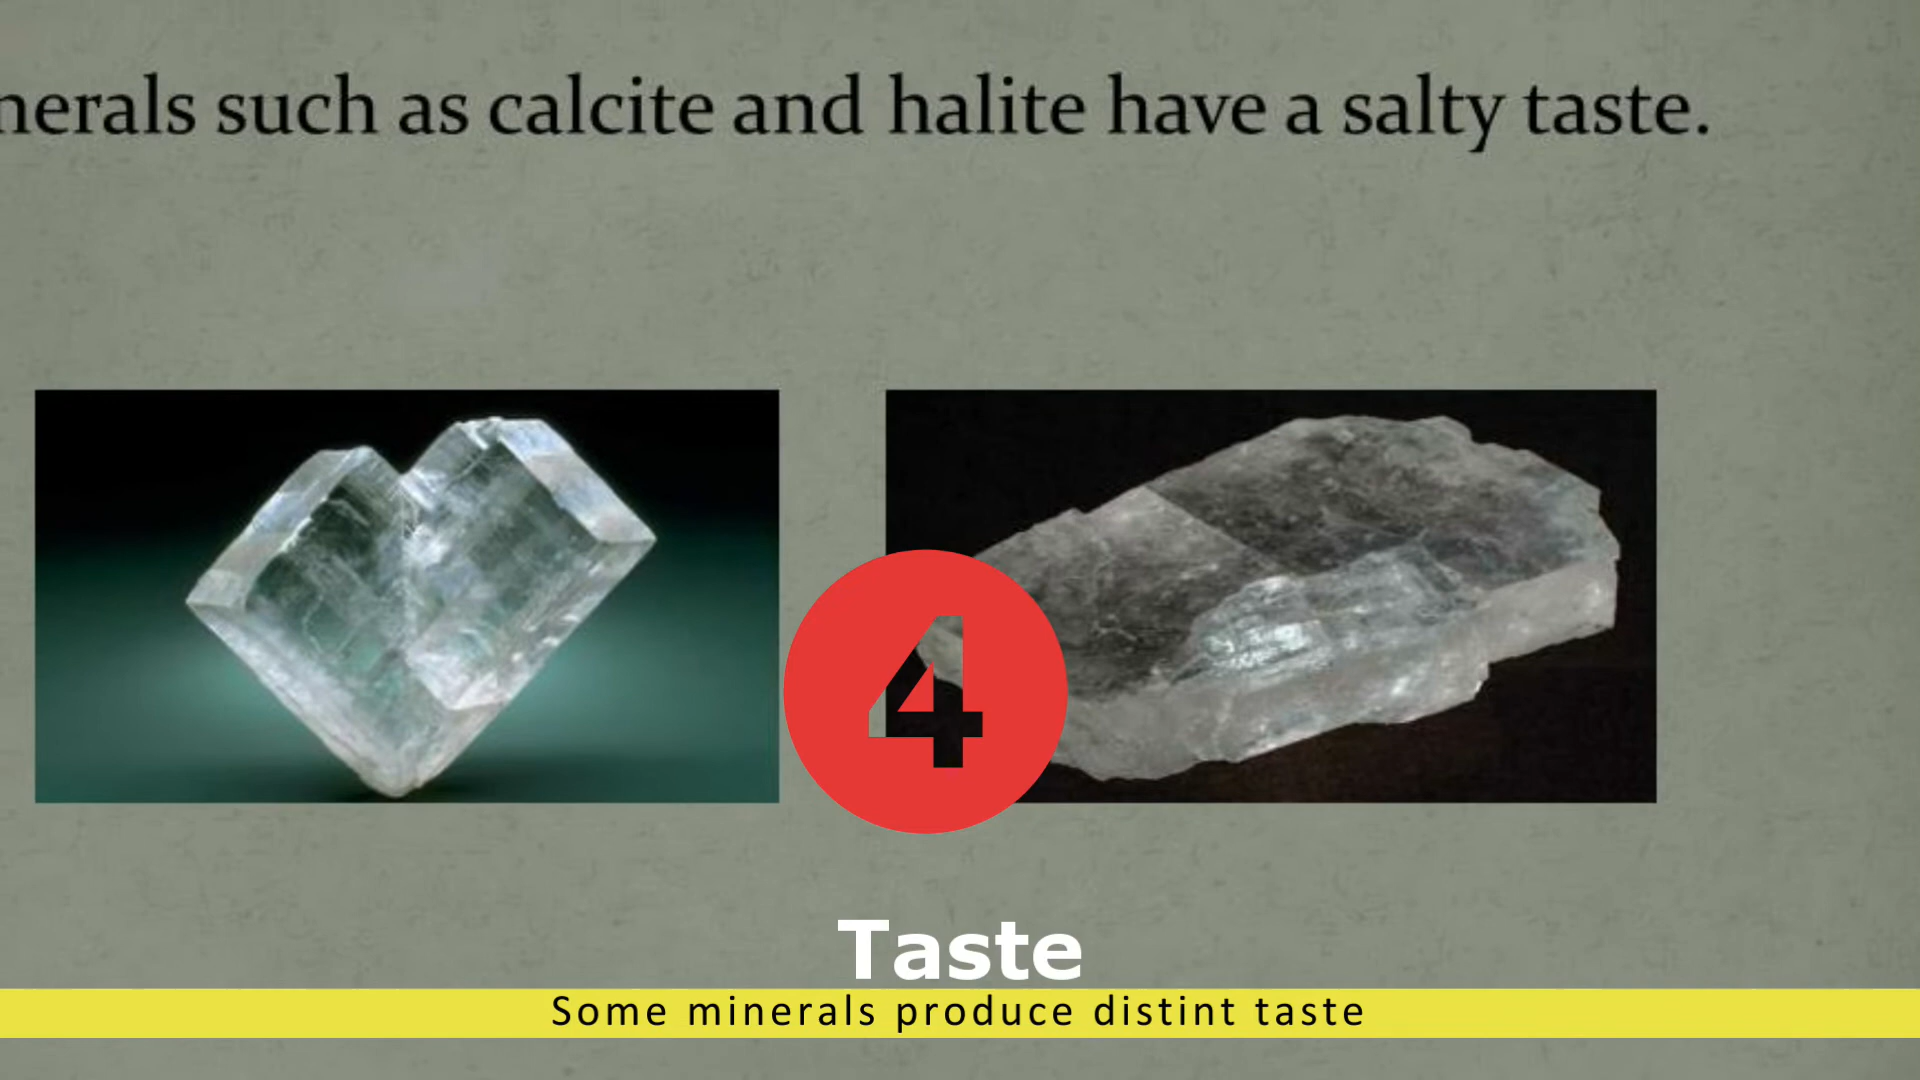 nerals such as calcite and halite have a salty taste.
4
Taste
Some minerals produce distint taste